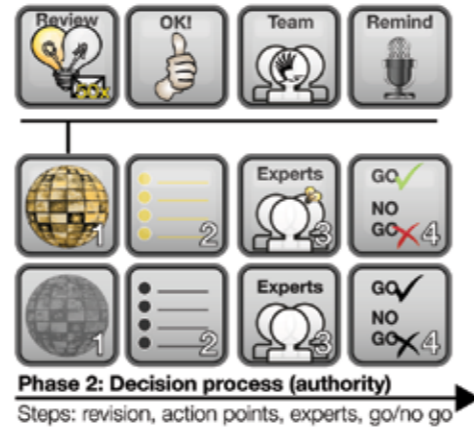 Review
OK!
Team
Remind
50x
1
2
Experts
3
GO
NO
GO
4
1
2
Experts
3
GO
NO
GO
4
Phase 2: Decision process (authority)
Steps: revision, action points, experts, go/no go